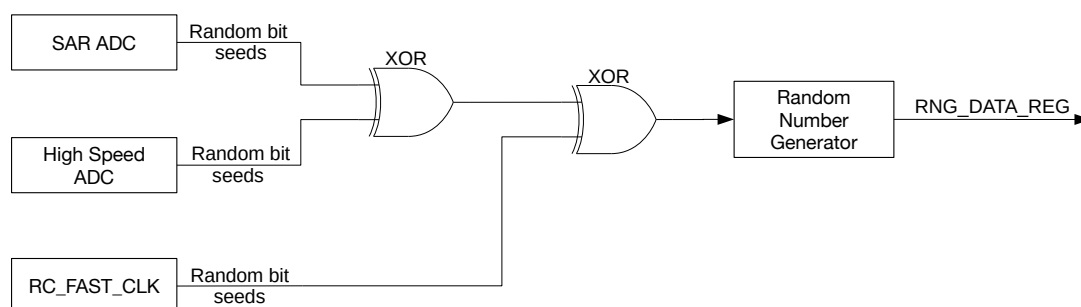 SAR ADC
Random bit
seeds
XOR
XOR
High Speed
ADC
Random bit
seeds
Random
Number
Generator
RNG_DATA_REG
RC_FAST_CLK
Random bit
seeds